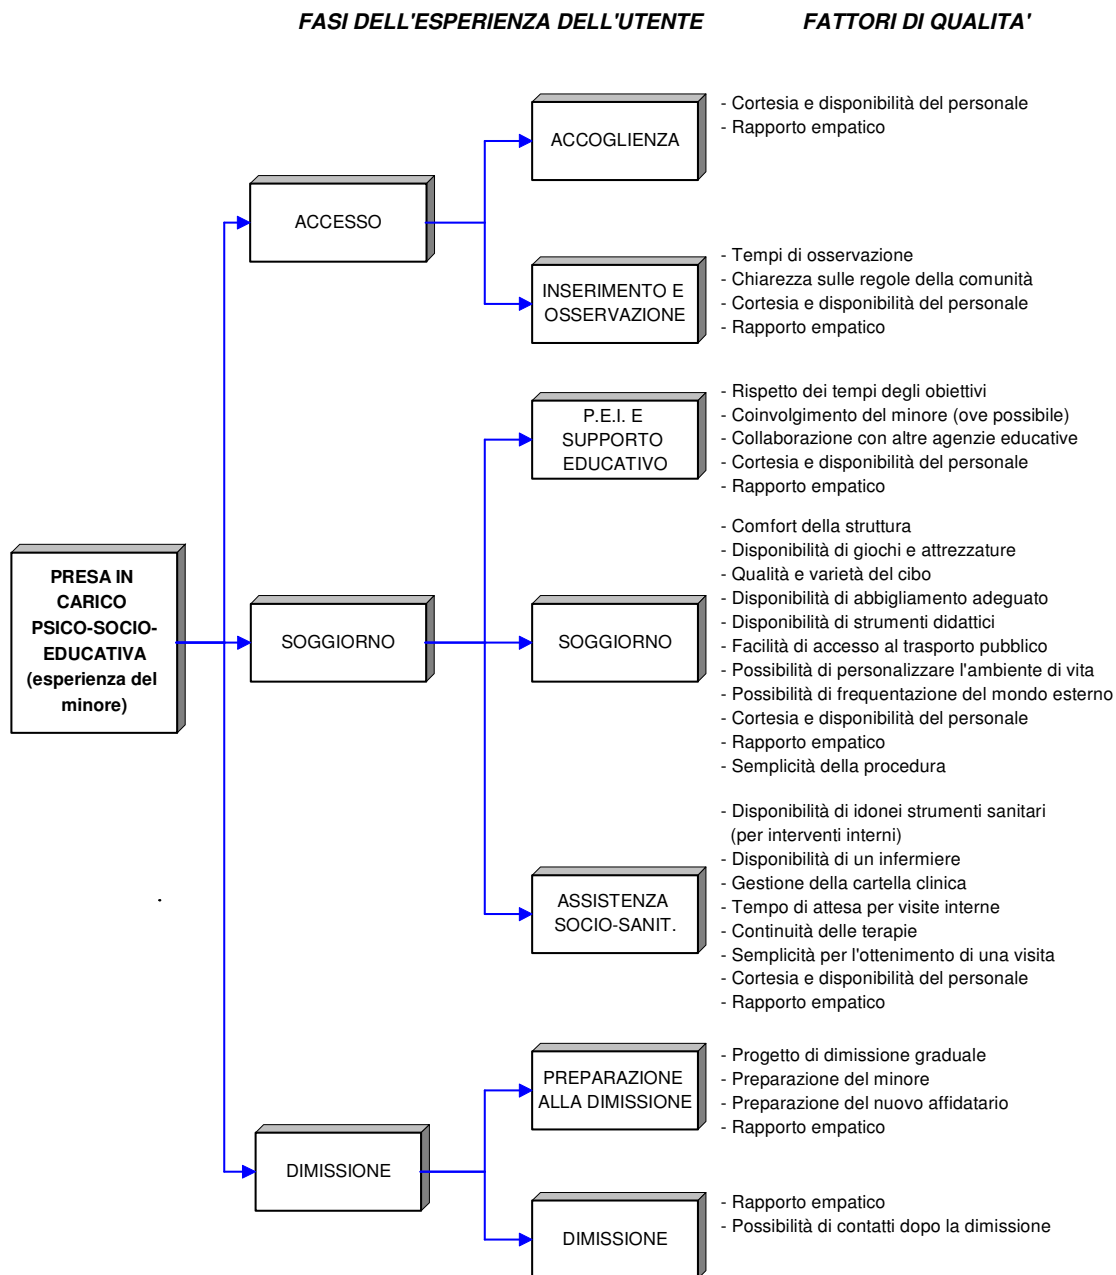 FASI DELL'ESPERIENZA DELL'UTENTE
FATTORI DI QUALITA'
ACCOGLIENZA
- Cortesia e disponibilità del personale
- Rapporto empatico
ACCESSO
INSERIMENTO E
OSSERVAZIONE
- Tempi di osservazione
- Chiarezza sulle regole della comunità
- Cortesia e disponibilità del personale
- Rapporto empatico
P.E.I. E
SUPPORTO
EDUCATIVO
- Rispetto dei tempi degli obiettivi
- Coinvolgimento del minore (ove possibile)
- Collaborazione con altre agenzie educative
- Cortesia e disponibilità del personale
- Rapporto empatico
PRESA IN
CARICO
PSICO-SOCIO-
EDUCATIVA
(esperienza del
minore)
SOGGIORNO
SOGGIORNO
- Comfort della struttura
- Disponibilità di giochi e attrezzature
- Qualità e varietà del cibo
- Disponibilità di abbigliamento adeguato
- Disponibilità di strumenti didattici
- Facilità di accesso al trasporto pubblico
- Possibilità di personalizzare l'ambiente di vita
- Possibilità di frequentazione del mondo esterno
- Cortesia e disponibilità del personale
- Rapporto empatico
- Semplicità della procedura
ASSISTENZA
SOCIO-SANIT.
- Disponibilità di idonei strumenti sanitari
(per interventi interni)
- Disponibilità di un infermiere
- Gestione della cartella clinica
- Tempo di attesa per visite interne
- Continuità delle terapie
- Semplicità per l'ottenimento di una visita
- Cortesia e disponibilità del personale
- Rapporto empatico
PREPARAZIONE
ALLA DIMISSIONE
- Progetto di dimissione graduale
- Preparazione del minore
- Preparazione del nuovo affidatario
- Rapporto empatico
DIMISSIONE
DIMISSIONE
- Rapporto empatico
- Possibilità di contatti dopo la dimissione